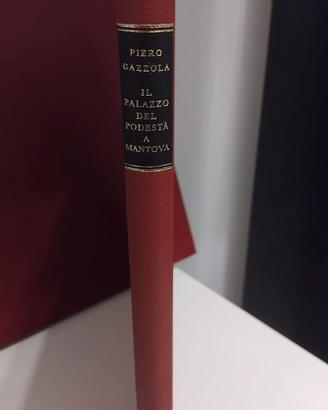 PIERO
GAZZOLA
IL
PALAZZO
DEL
PODESTÀ
A
MANTOVA